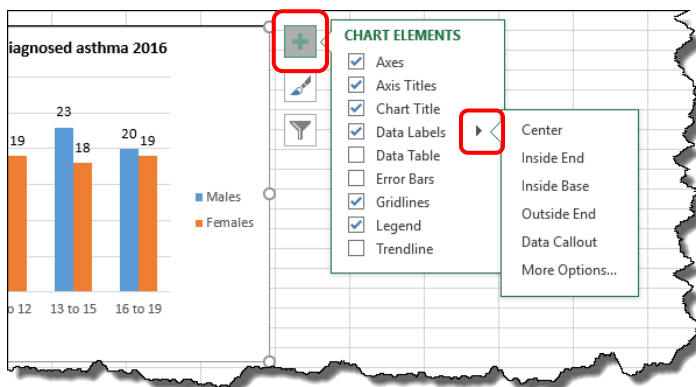 iagnosed asthma 2016
19
23
18
20
19
Males
Females
o 12
13 to 15
16 to 19
CHART ELEMENTS
Axes
Axis Titles
Chart Title
Data Labels
Data Table
Error Bars
Gridlines
Legend
Trendline
Center
Inside End
Inside Base
Outside End
Data Callout
More Options...